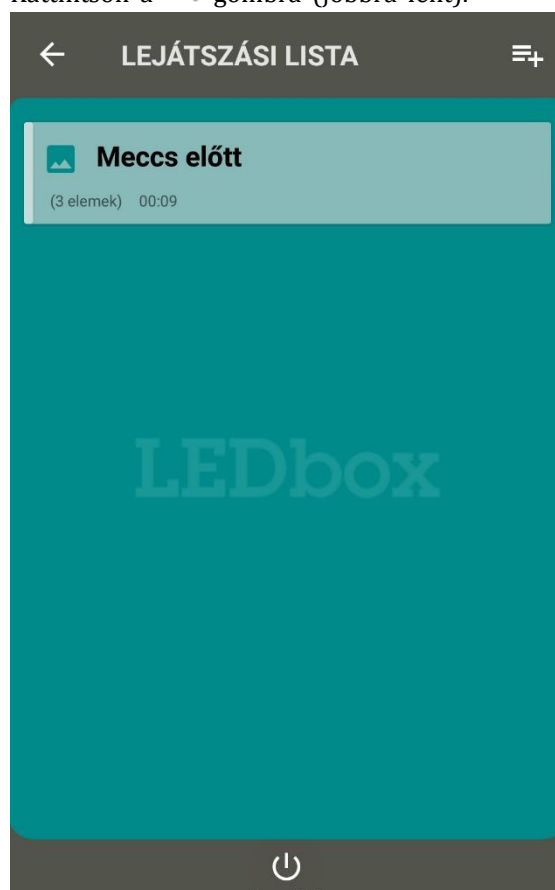 Kattintson a gombra (jobbra fent).
LEJÁTSZÁSI LISTA
Meccs előtt
(3 elemek) 00:09
LEDbox